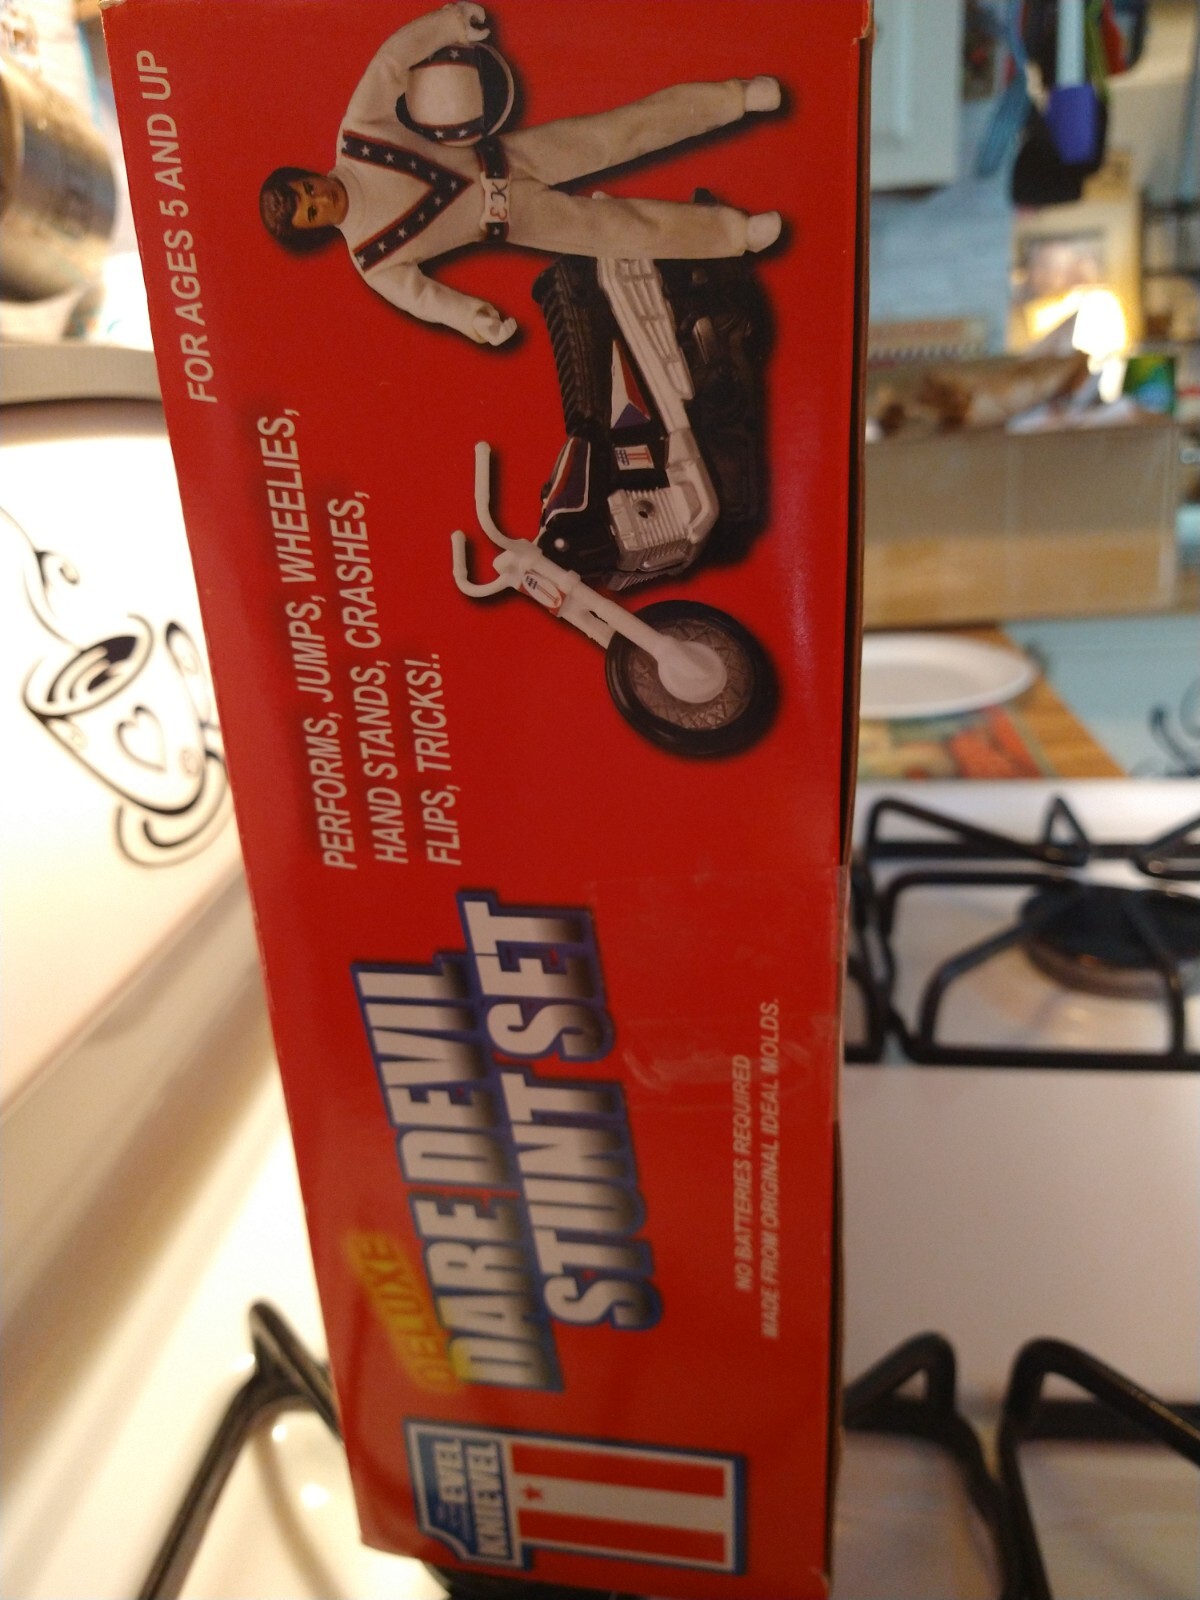 EVEL
KNIEVEL
DELUXE
DARE DEVIL
STUNT SET
NO BATTERIES REQUIRED
MADE FROM ORIGINAL IDEAL MOLDS.
PERFORMS, JUMPS, WHEELIES,
HAND STANDS, CRASHES,
FLIPS, TRICKS!.
FOR AGES 5 AND UP
EK